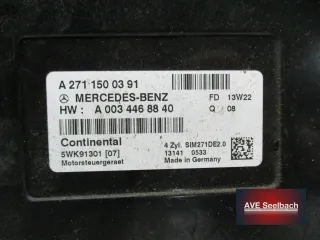 A 271 150 03 91
MERCEDES-BENZ FD 13W22
HW : A 003 446 88 40 Q 08
Continental 4 Zyl. SIM271DE2.0
5WK91301 [07] 13141 0533
Motorsteuergeraet Made in Germany
AVE Seelbach